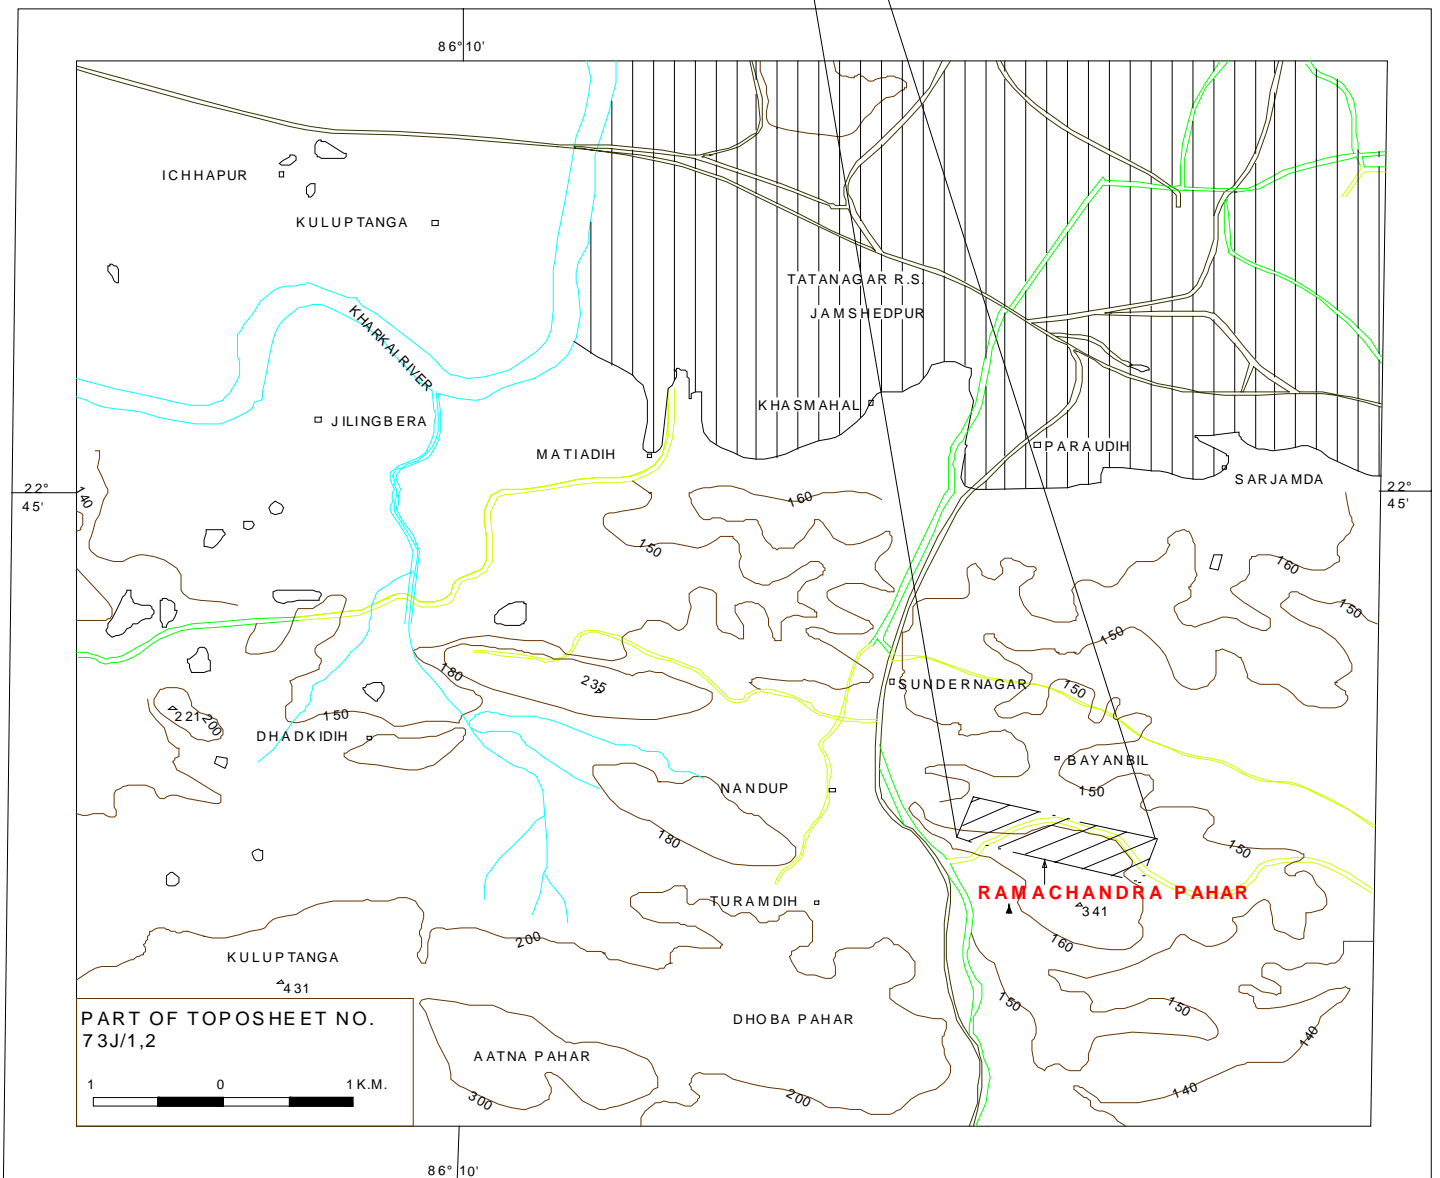 86° 10'
ICHHAPUR
KULUPTANGA
TATANAGAR R.S.
JAMSHEDPUR
KHARKAI RIVER
JILINGBERA
KHASMAHAL
MATIADIH
PARAUDIH
SARJAMDA
22°
45'
140
160
22°
45'
150
160
150
150
180
235
SUNDERNAGAR
150
221
200
150
DHADKIDIH
BAYANBIL
NANDUP
150
180
150
RAMACHANDRA PAHAR
TURAMDIH
341
200
160
KULUPTANGA
431
150
150
PART OF TOPOSHEET NO.
73J/1,2
DHOBA PAHAR
140
AATNA PAHAR
1 0 1 K.M.
300
200
140
86° 10'